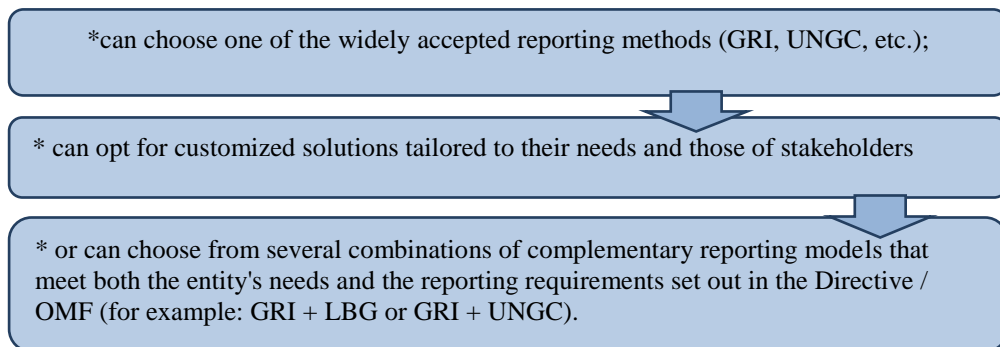 *can choose one of the widely accepted reporting methods (GRI, UNGC, etc.);
* can opt for customized solutions tailored to their needs and those of stakeholders
* or can choose from several combinations of complementary reporting models that
meet both the entity's needs and the reporting requirements set out in the Directive /
OMF (for example: GRI + LBG or GRI + UNGC).